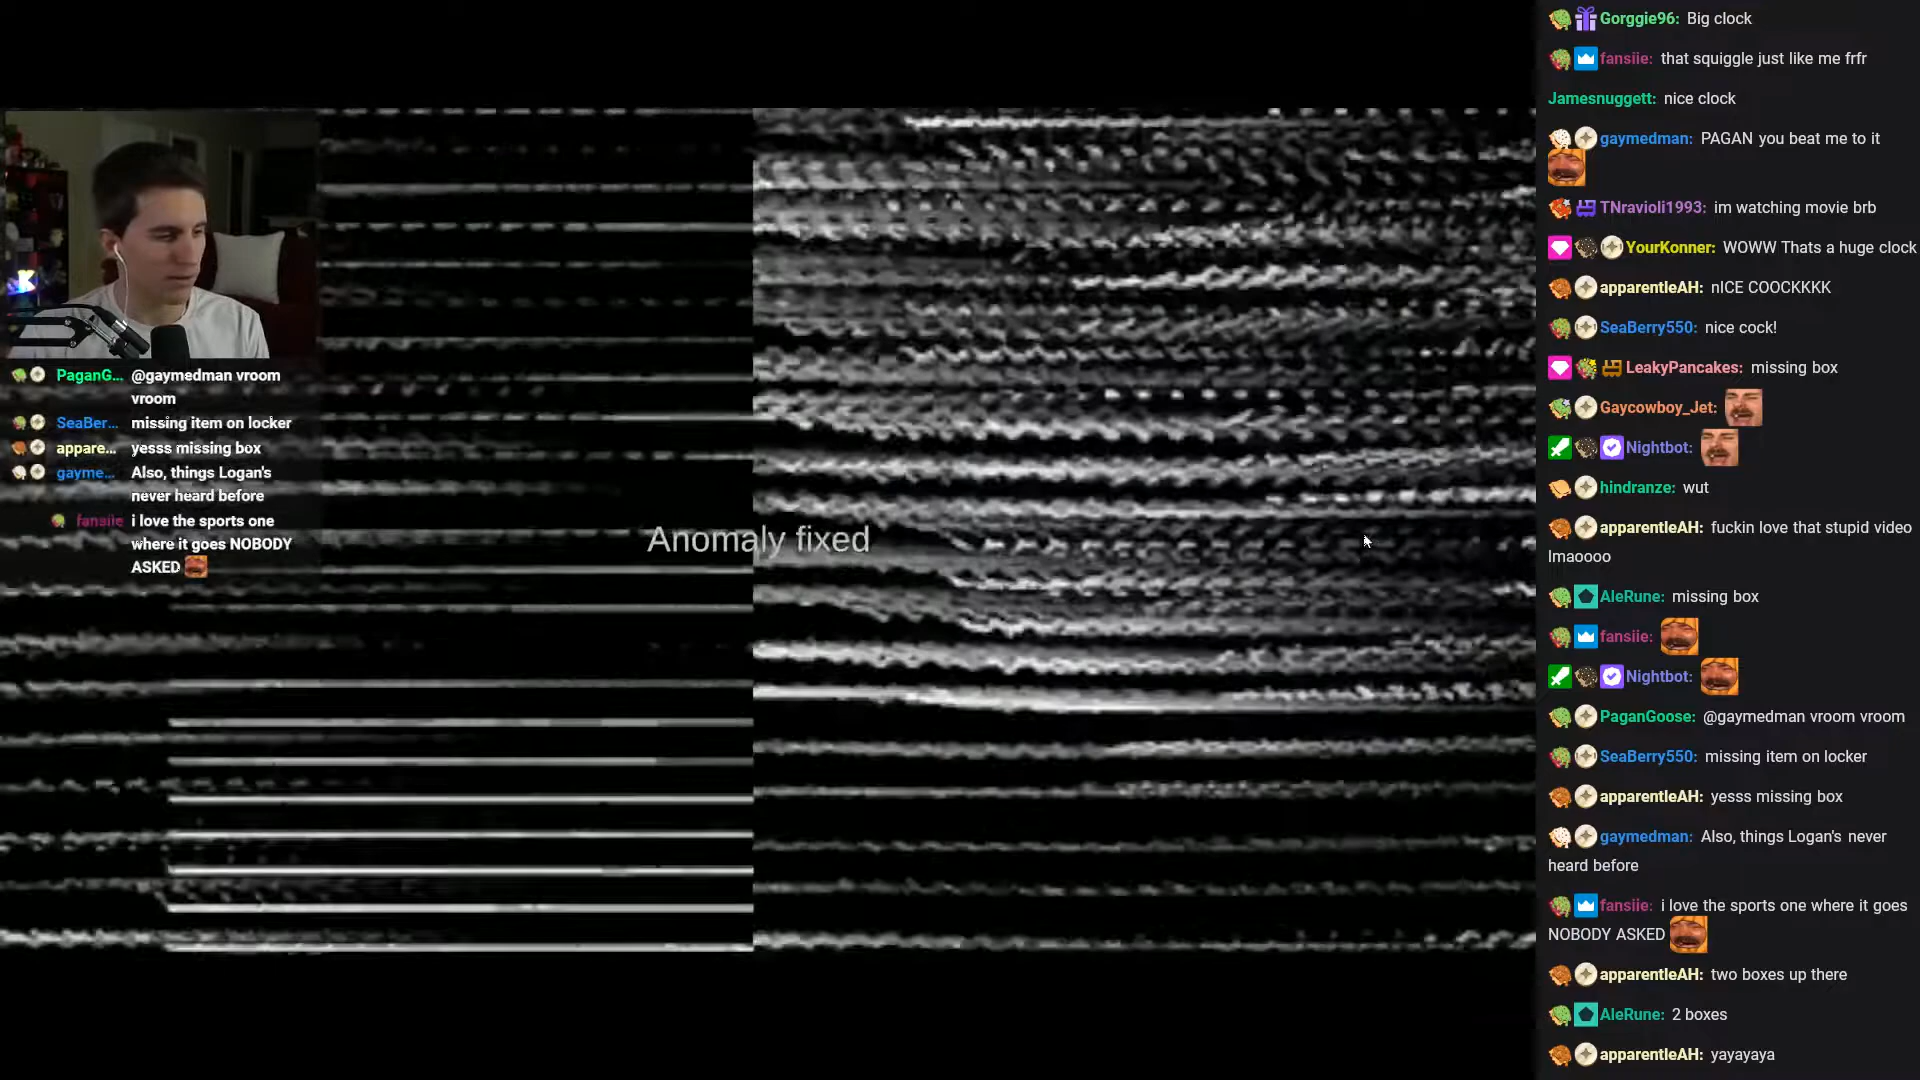 PaganG... @gaymedman vroom
vroom
SeaBer... missing item on locker
appare... yesss missing box
gayme... Also, things Logan's
never heard before
fansiie i love the sports one
where it goes NOBODY
ASKED
Anomaly fixed
Gorggie96: Big clock
fansiie: that squiggle just like me frfr
Jamesnuggett: nice clock
gaymedman: PAGAN you beat me to it
TNravioli1993: im watching movie brb
YourKonner: WOWW Thats a huge clock
apparentleAH: nICE COOCKKKK
SeaBerry550: nice cock!
LeakyPancakes: missing box
Gaycowboy_Jet:
Nightbot:
hindranze: wut
apparentleAH: fuckin love that stupid video
lmaoooo
AleRune: missing box
fansiie:
Nightbot:
PaganGoose: @gaymedman vroom vroom
SeaBerry550: missing item on locker
apparentleAH: yesss missing box
gaymedman: Also, things Logan's never
heard before
fansiie: i love the sports one where it goes
NOBODY ASKED
apparentleAH: two boxes up there
AleRune: 2 boxes
apparentleAH: yayayaya